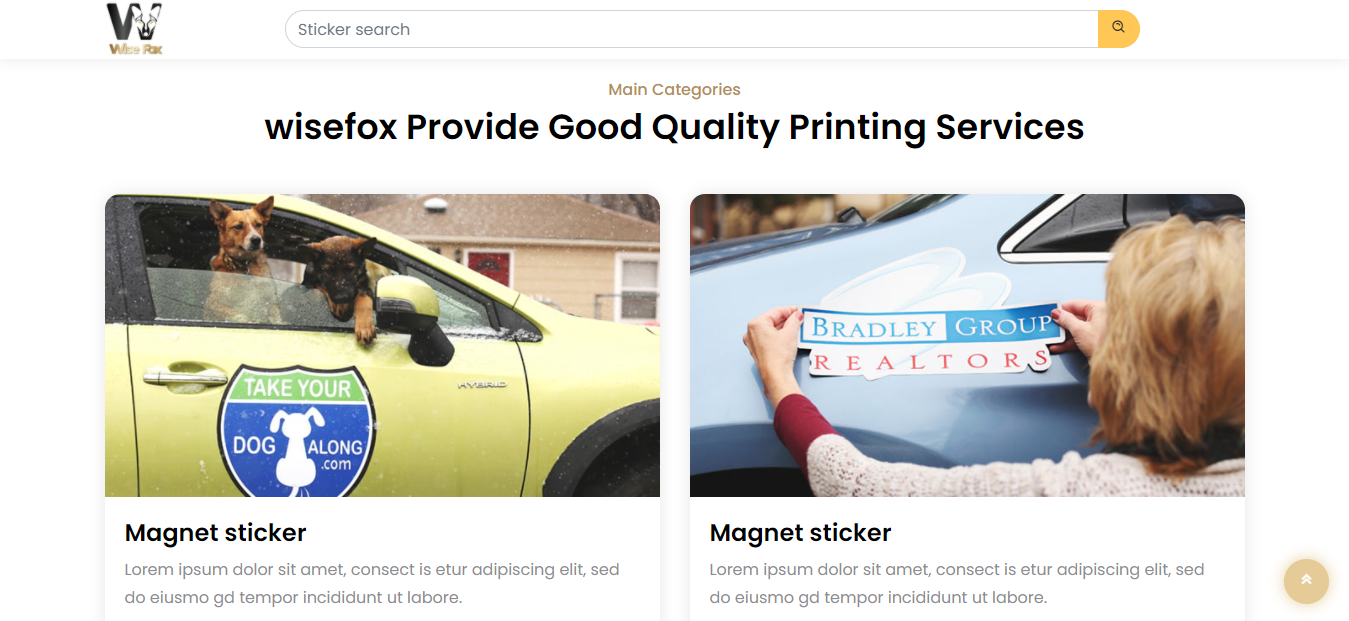 Wise Fox
Sticker search
Main Categories
wisefox Provide Good Quality Printing Services
TAKE YOUR
DOG ALONG
.com
HYBRID
BRADLEY GROUP
REALTORS
Magnet sticker
Lorem ipsum dolor sit amet, consect is etur adipiscing elit, sed
do eiusmo gd tempor incididunt ut labore.
Magnet sticker
Lorem ipsum dolor sit amet, consect is etur adipiscing elit, sed
do eiusmo gd tempor incididunt ut labore.